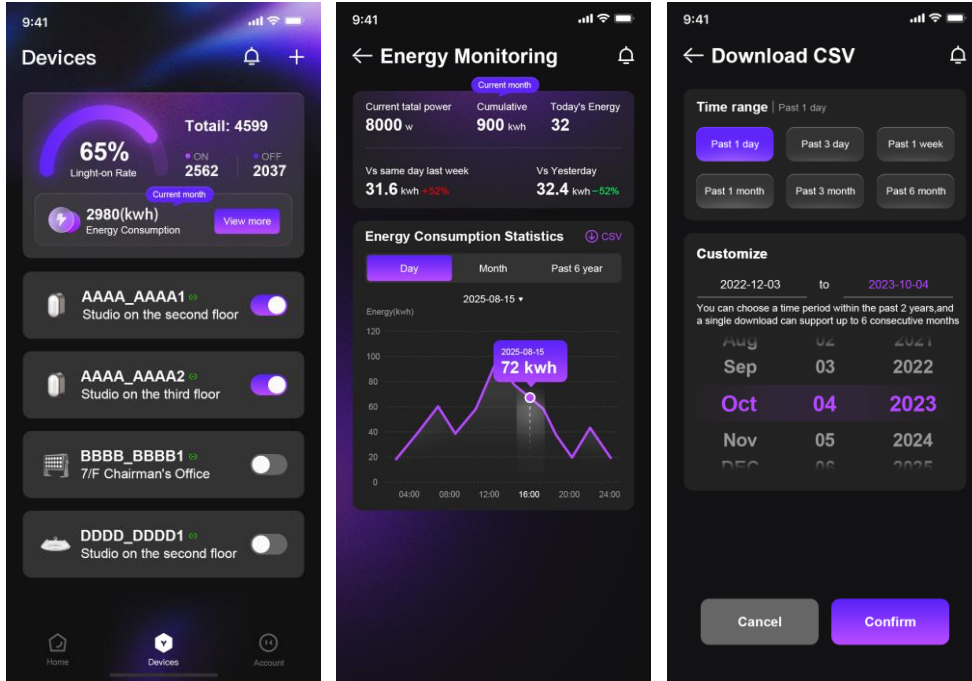 9:41
Devices
65%
Linght-on Rate
Totail: 4599
ON
OFF
2562
2037
Current month
2980(kwh)
Energy Consumption
View more
AAAA_AAAA1
Studio on the second floor
AAAA_AAAA2
Studio on the third floor
BBBB_BBBB1
7/F Chairman's Office
DDDD_DDDD1
Studio on the second floor
Home
Devices
Account
9:41
Energy Monitoring
Current month
Current tatal power
Cumulative
Today's Energy
8000 w
900 kwh
32
Vs same day last week
Vs Yesterday
31.6 kwh +52%
32.4 kwh −52%
Energy Consumption Statistics
CSV
Day
Month
Past 6 year
2025-08-15
Energy(kwh)
120
100
80
60
40
20
0
2025-08-15
72 kwh
04:00
08:00
12:00
16:00
20:00
24:00
9:41
Download CSV
Time range | Past 1 day
Past 1 day
Past 3 day
Past 1 week
Past 1 month
Past 3 month
Past 6 month
Customize
2022-12-03 to 2023-10-04
You can choose a time period within the past 2 years,and
a single download can support up to 6 consecutive months
Aug 02 2021
Sep 03 2022
Oct 04 2023
Nov 05 2024
DEC 06 2025
Cancel
Confirm